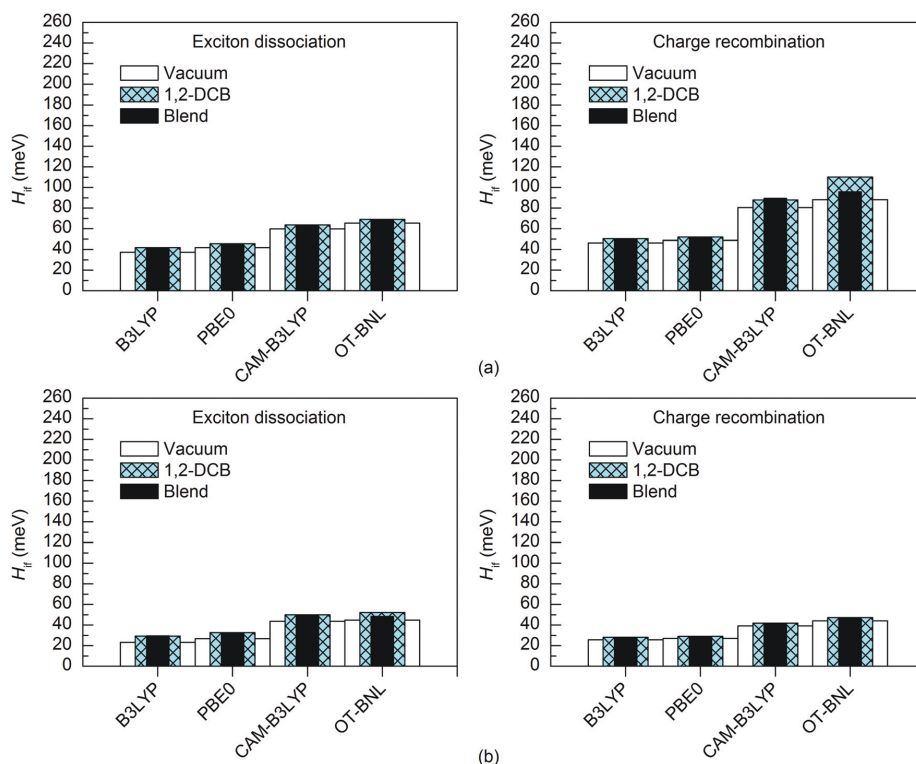 260
240
220
200
180
160
140
120
100
80
60
40
20
0
H_if (meV)
Exciton dissociation
Vacuum
1,2-DCB
Blend
B3LYP
PBE0
CAM-B3LYP
OT-BNL
260
240
220
200
180
160
140
120
100
80
60
40
20
0
H_if (meV)
Charge recombination
Vacuum
1,2-DCB
Blend
B3LYP
PBE0
CAM-B3LYP
OT-BNL
(a)
260
240
220
200
180
160
140
120
100
80
60
40
20
0
H_if (meV)
Exciton dissociation
Vacuum
1,2-DCB
Blend
B3LYP
PBE0
CAM-B3LYP
OT-BNL
260
240
220
200
180
160
140
120
100
80
60
40
20
0
H_if (meV)
Charge recombination
Vacuum
1,2-DCB
Blend
B3LYP
PBE0
CAM-B3LYP
OT-BNL
(b)